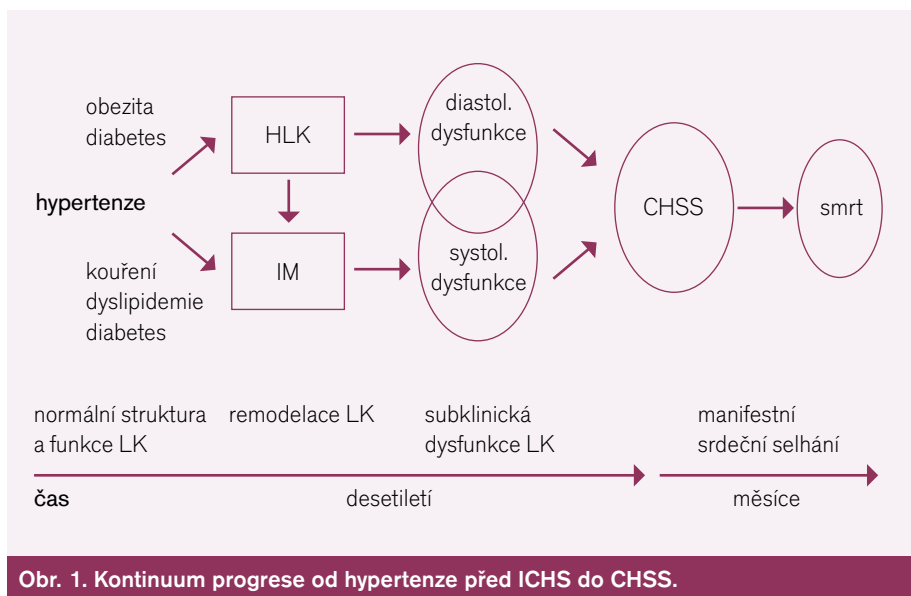 obezita
diabetes
HLK
diastol.
dysfunkce
hypertenze
CHSS
smrt
kouření
dyslipidemie
diabetes
IM
systol.
dysfunkce
normální struktura
a funkce LK
remodelace LK
subklinická
dysfunkce LK
manifestní
srdeční selhání
čas
desetiletí
měsíce
Obr. 1. Kontinuum progrese od hypertenze před ICHS do CHSS.